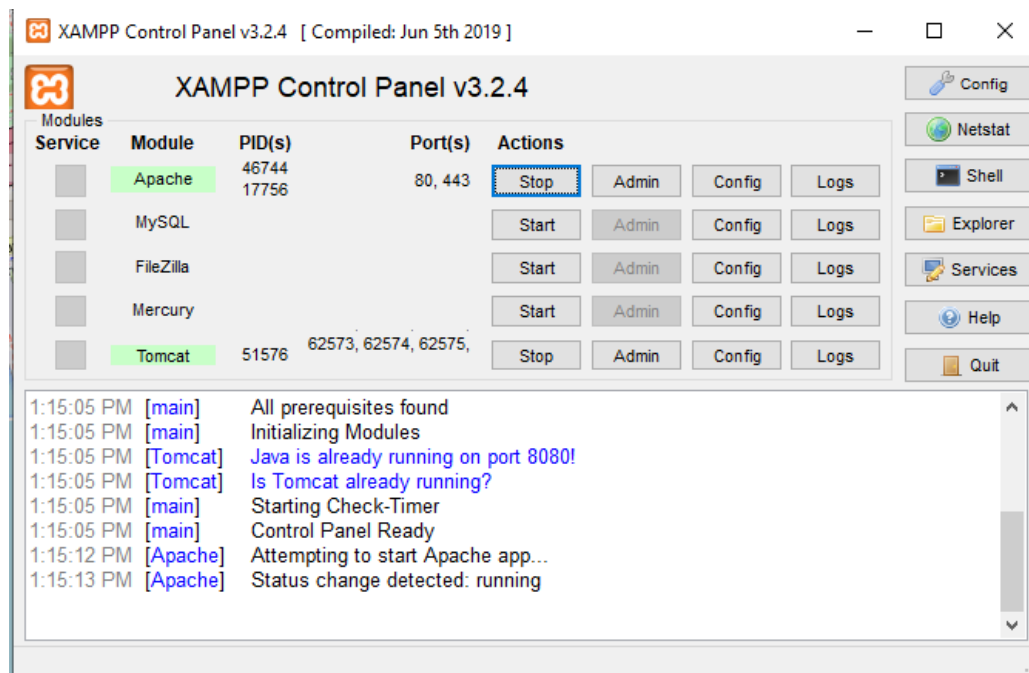 XAMPP Control Panel v3.2.4 [ Compiled: Jun 5th 2019 ]
XAMPP Control Panel v3.2.4
Config
Netstat
Shell
Explorer
Services
Help
Quit
Modules
Service Module PID(s) Port(s) Actions
Apache 46744 17756 80, 443 Stop Admin Config Logs
MySQL Start Admin Config Logs
FileZilla Start Admin Config Logs
Mercury Start Admin Config Logs
Tomcat 51576 62573, 62574, 62575, Stop Admin Config Logs
1:15:05 PM [main] All prerequisites found
1:15:05 PM [main] Initializing Modules
1:15:05 PM [Tomcat] Java is already running on port 8080!
1:15:05 PM [Tomcat] Is Tomcat already running?
1:15:05 PM [main] Starting Check-Timer
1:15:05 PM [main] Control Panel Ready
1:15:12 PM [Apache] Attempting to start Apache app...
1:15:13 PM [Apache] Status change detected: running